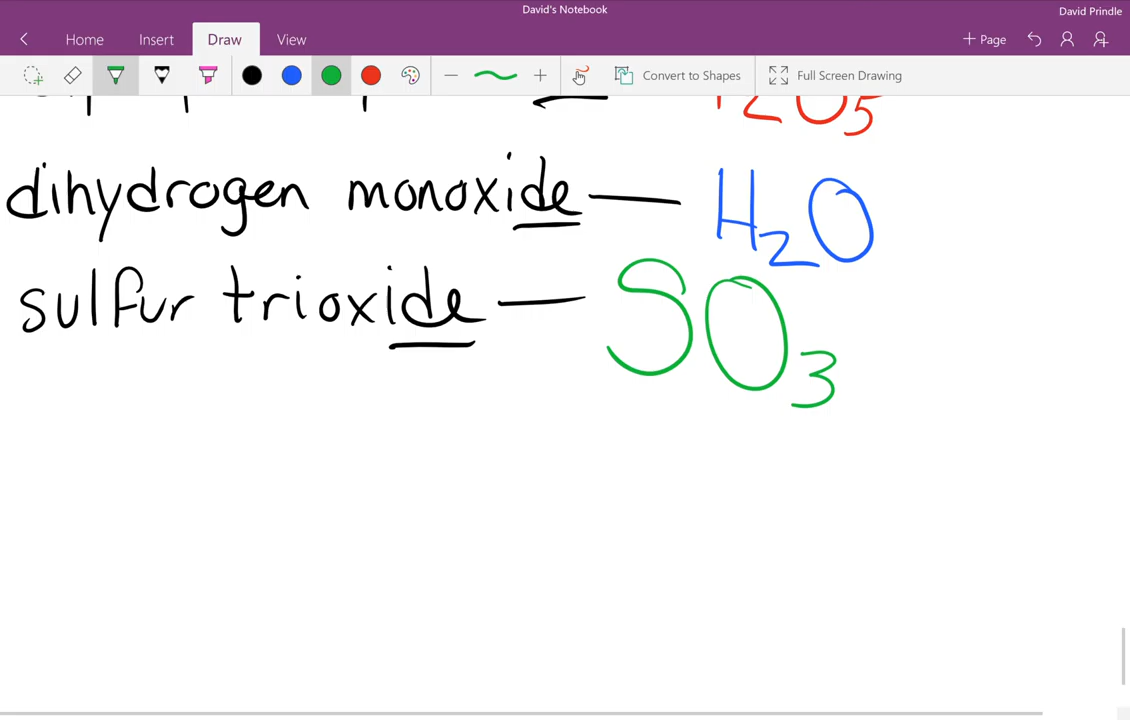 David's Notebook
David Prindle
Home Insert Draw View + Page
Convert to Shapes Full Screen Drawing
2O5
dihydrogen monoxide — H2O
sulfur trioxide — SO3